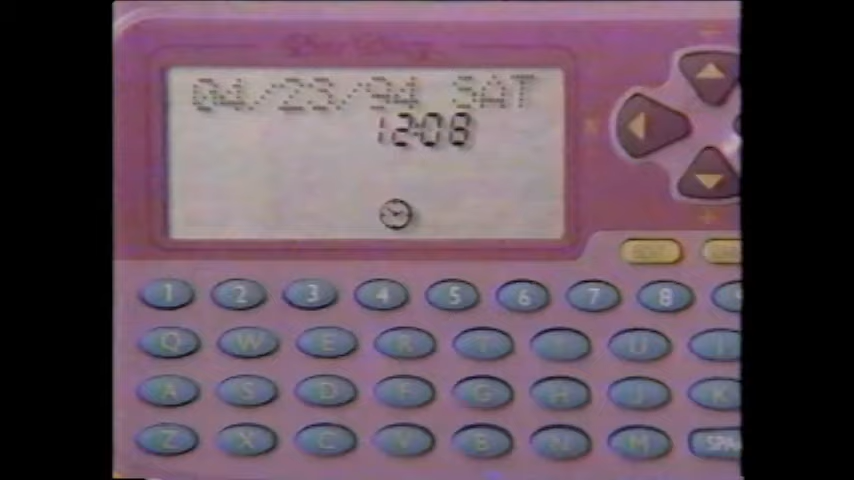 04/23/94 SAT
12:08
1 2 3 4 5 6 7 8
Q W E R T Y U I
A S D F G H J K
Z X C V B N M